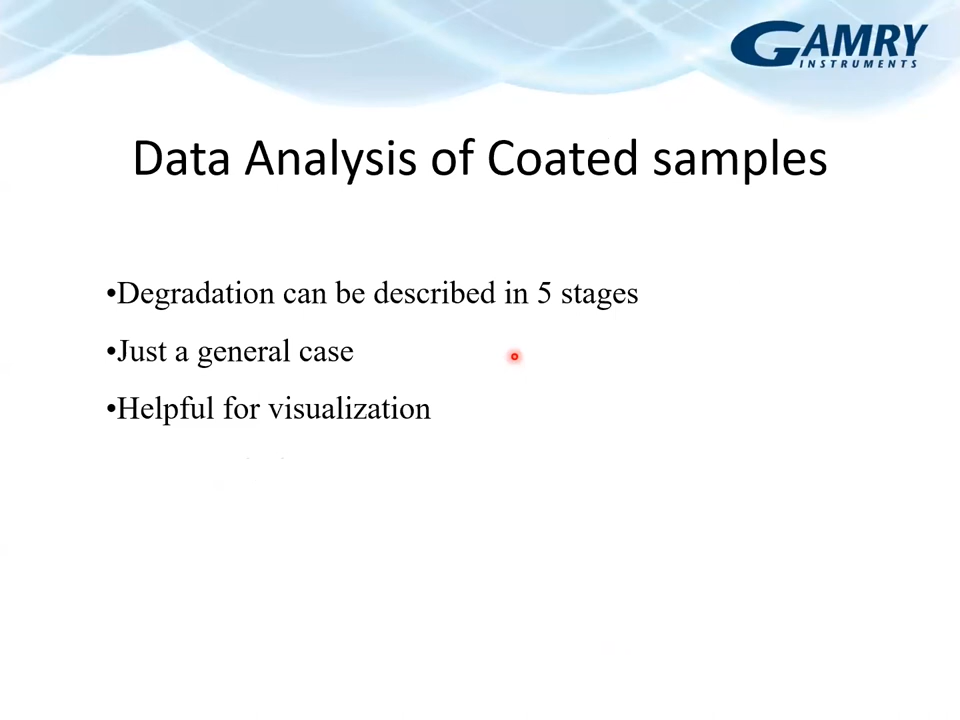 GAMRY
INSTRUMENTS
Data Analysis of Coated samples
•Degradation can be described in 5 stages
•Just a general case
•Helpful for visualization